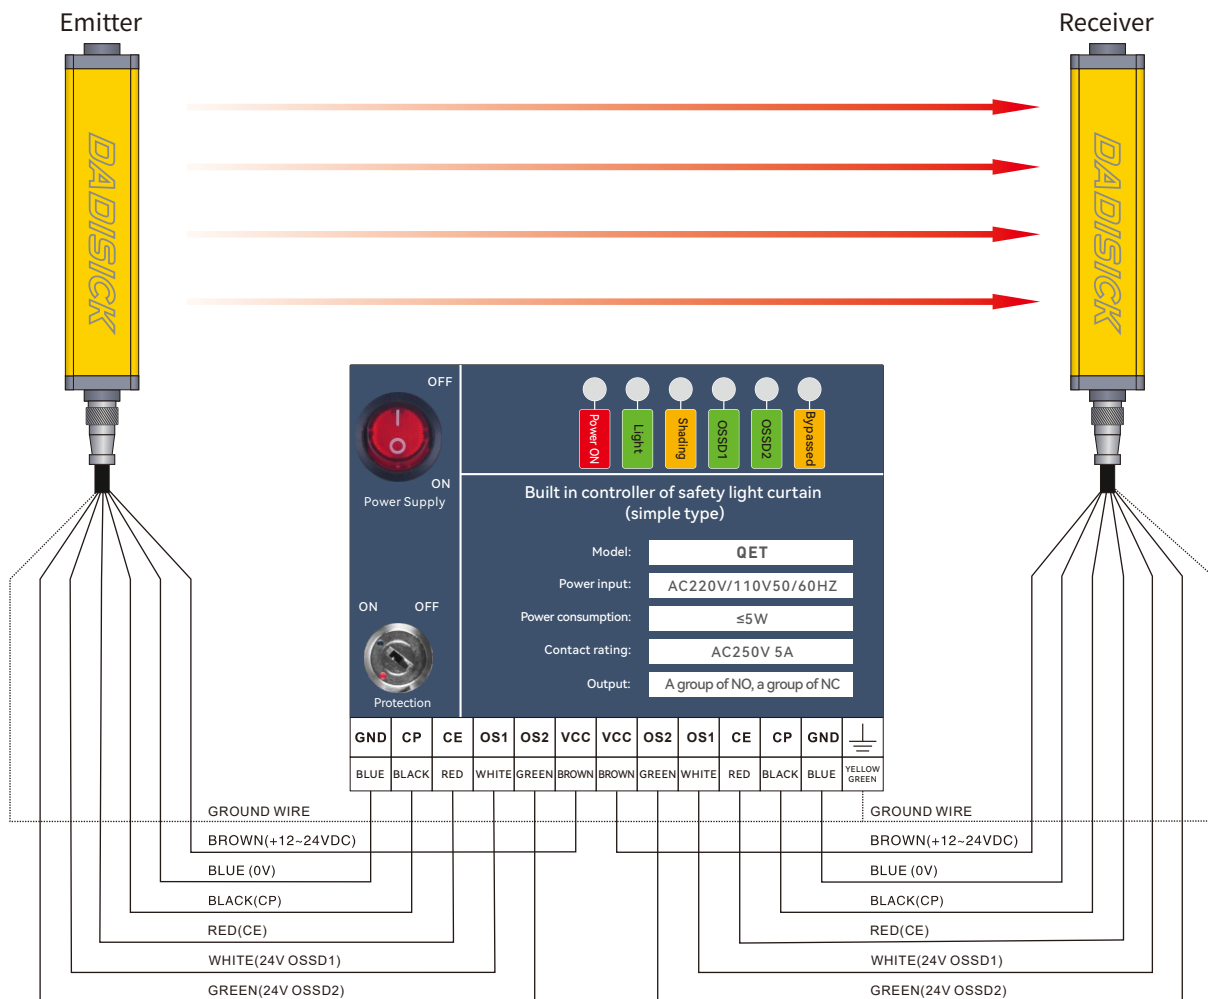 Emitter
Receiver
DADISICK
DADISICK
OFF
ON
Power Supply
ON OFF
Protection
Power ON
Light
Shading
OSSD1
OSSD2
Bypassed
Built in controller of safety light curtain
(simple type)
Model: QET
Power input: AC220V/110V50/60HZ
Power consumption: ≤5W
Contact rating: AC250V 5A
Output: A group of NO, a group of NC
GND CP CE OS1 OS2 VCC VCC OS2 OS1 CE CP GND
BLUE BLACK RED WHITE GREEN BROWN BROWN GREEN WHITE RED BLACK BLUE YELLOW
GREEN
GROUND WIRE
BROWN(+12~24VDC)
BLUE (0V)
BLACK(CP)
RED(CE)
WHITE(24V OSSD1)
GREEN(24V OSSD2)
GROUND WIRE
BROWN(+12~24VDC)
BLUE (0V)
BLACK(CP)
RED(CE)
WHITE(24V OSSD1)
GREEN(24V OSSD2)